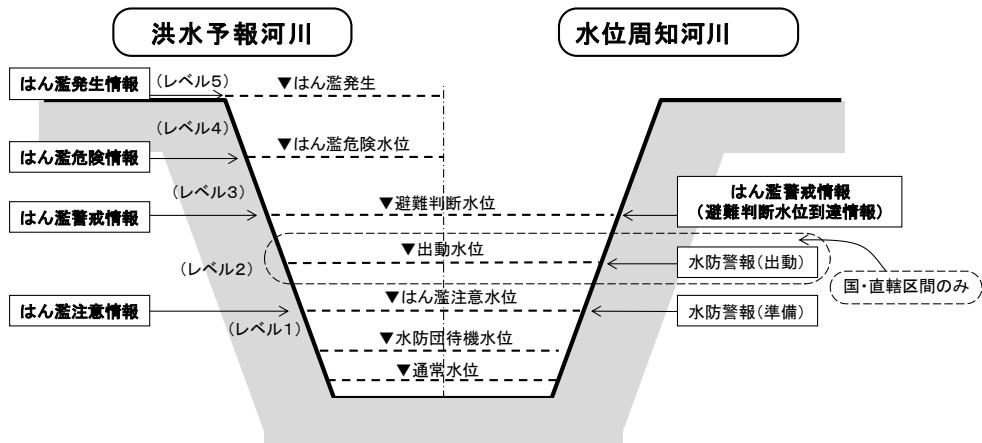 洪水予報河川
水位周知河川
はん濫発生情報
(レベル5)
▼はん濫発生
(レベル4)
はん濫危険情報
▼はん濫危険水位
(レベル3)
はん濫警戒情報
▼避難判断水位
はん濫警戒情報
(避難判断水位到達情報)
▼出動水位
水防警報(出動)
(レベル2)
国・直轄区間のみ
はん濫注意情報
▼はん濫注意水位
水防警報(準備)
(レベル1)
▼水防団待機水位
▼通常水位